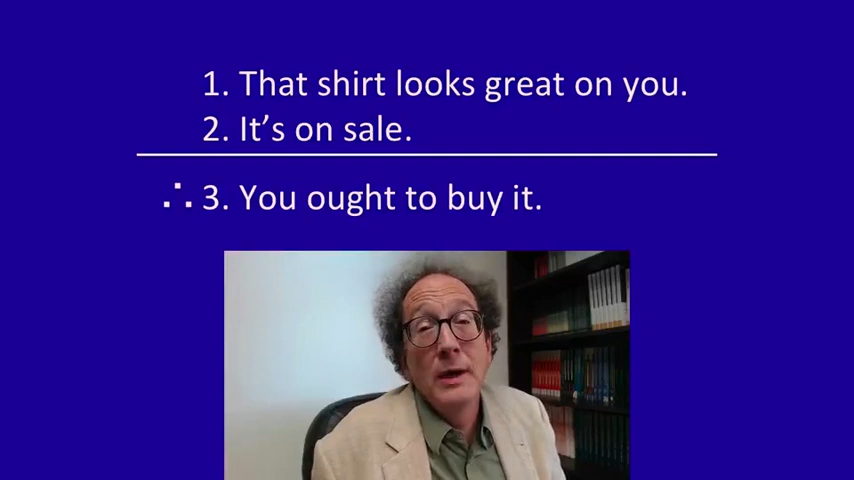 1. That shirt looks great on you.
2. It’s on sale.
∴ 3. You ought to buy it.